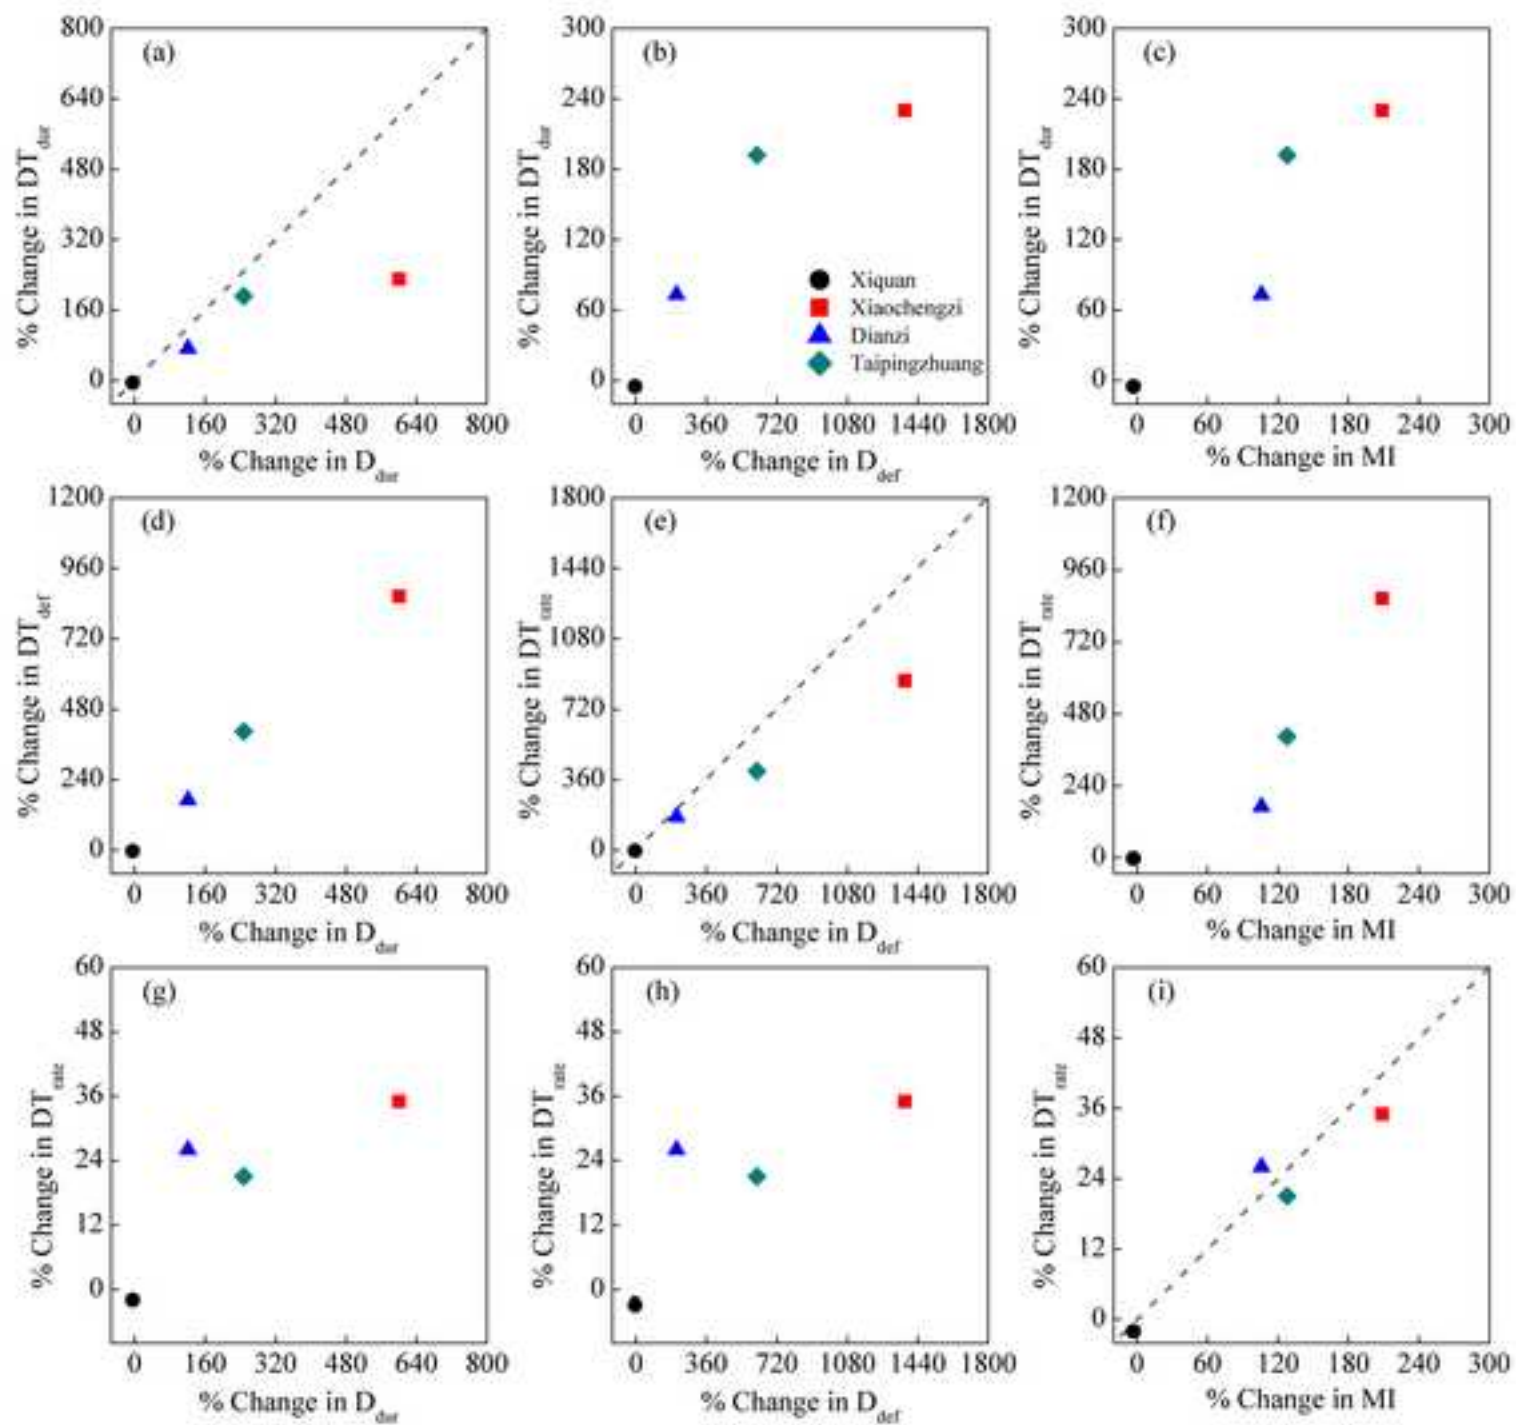 (a)
800
640
480
320
160
0
% Change in DT_dur
0 160 320 480 640 800
% Change in D_dur
(b)
300
240
180
120
60
0
% Change in DT_dur
Xiquan
Xiaochengzi
Dianzi
Taipingzhuang
0 360 720 1080 1440 1800
% Change in D_def
(c)
300
240
180
120
60
0
% Change in DT_dur
0 60 120 180 240 300
% Change in MI
(d)
1200
960
720
480
240
0
% Change in DT_def
0 160 320 480 640 800
% Change in D_dur
(e)
1800
1440
1080
720
360
0
% Change in DT_rate
0 360 720 1080 1440 1800
% Change in D_def
(f)
1200
960
720
480
240
0
% Change in DT_rate
0 60 120 180 240 300
% Change in MI
(g)
60
48
36
24
12
0
% Change in DT_rate
0 160 320 480 640 800
% Change in D_dur
(h)
60
48
36
24
12
0
% Change in DT_rate
0 360 720 1080 1440 1800
% Change in D_def
(i)
60
48
36
24
12
0
% Change in DT_rate
0 60 120 180 240 300
% Change in MI